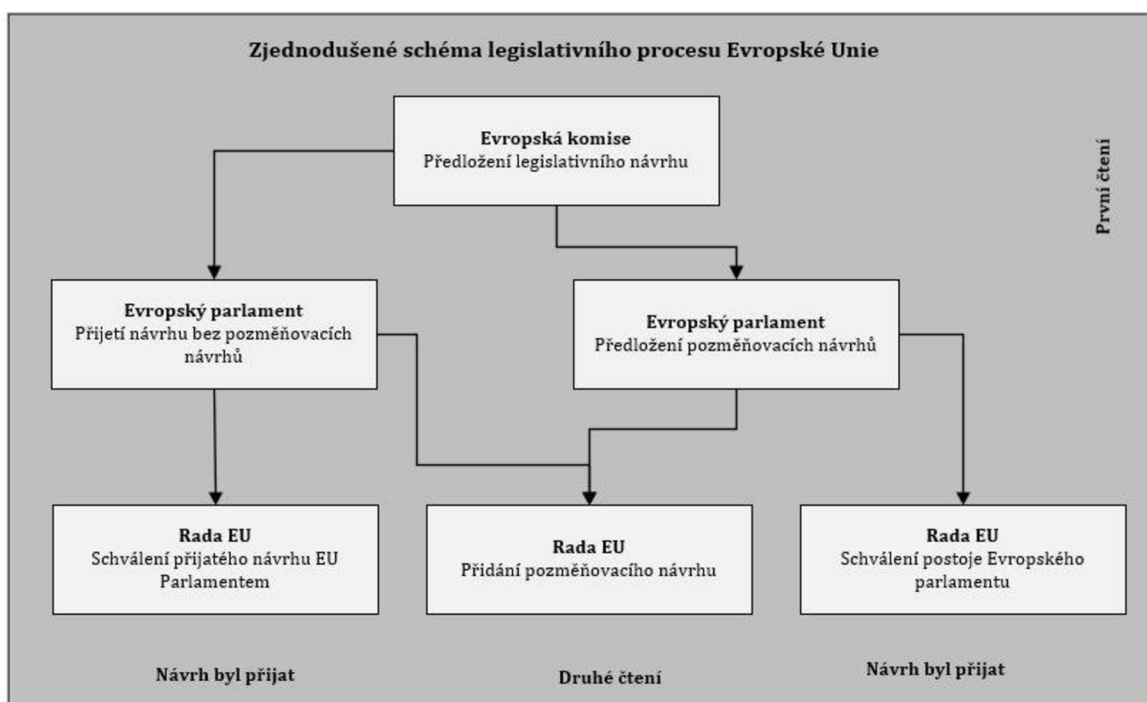 Zjednodušené schéma legislativního procesu Evropské Unie
Evropská komise
Předložení legislativního návrhu
První čtení
Evropský parlament
Přijetí návrhu bez pozměňovacích
návrhů
Evropský parlament
Předložení pozměňovacích návrhů
Rada EU
Schválení přijatého návrhu EU
Parlamentem
Rada EU
Přidání pozměňovacího návrhu
Rada EU
Schválení postoje Evropského
parlamentu
Návrh byl přijat
Druhé čtení
Návrh byl přijat